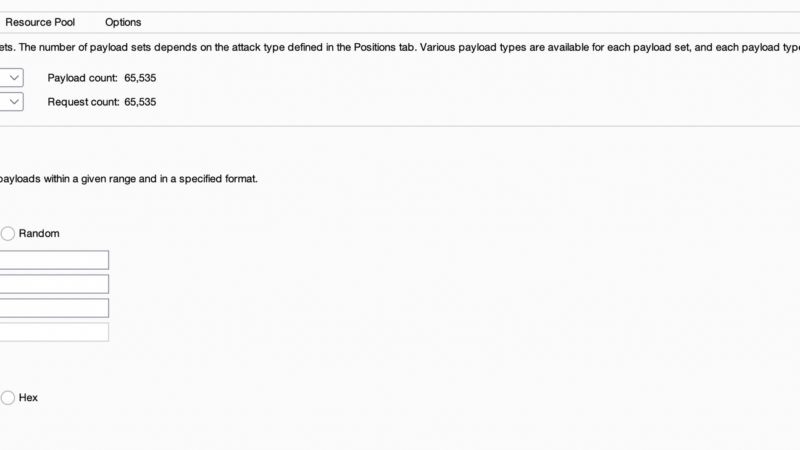 Resource Pool Options
ets. The number of payload sets depends on the attack type defined in the Positions tab. Various payload types are available for each payload set, and each payload type
Payload count: 65,535
Request count: 65,535
payloads within a given range and in a specified format.
Random
Hex